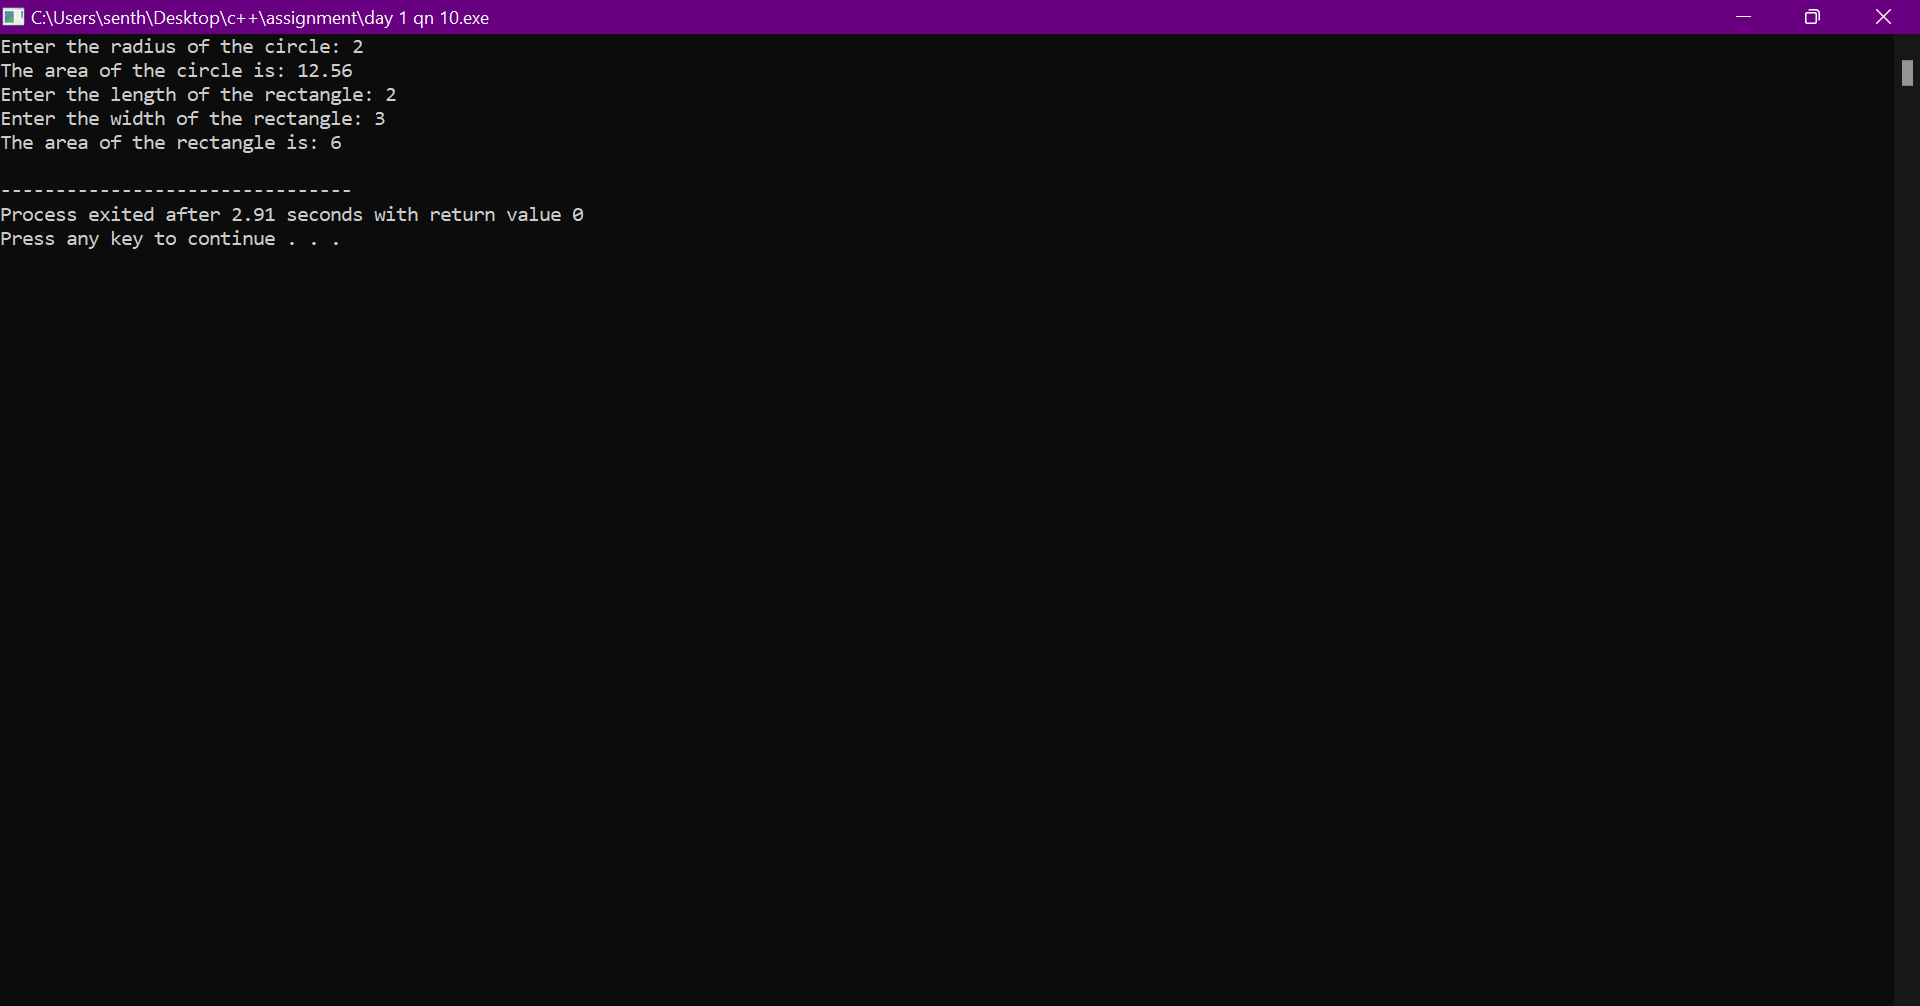 C:\Users\senth\Desktop\c++\assignment\day 1 qn 10.exe
Enter the radius of the circle: 2
The area of the circle is: 12.56
Enter the length of the rectangle: 2
Enter the width of the rectangle: 3
The area of the rectangle is: 6
--------------------------------
Process exited after 2.91 seconds with return value 0
Press any key to continue . . .